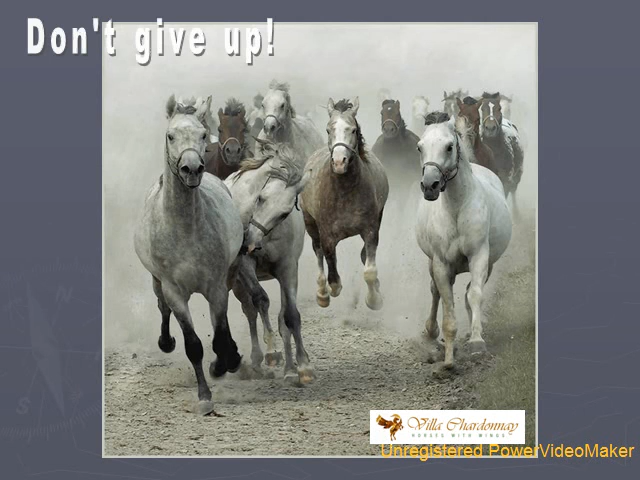 Don't give up!
Villa Chardonnay
HORSES WITH WINGS
Unregistered PowerVideoMaker
N
S